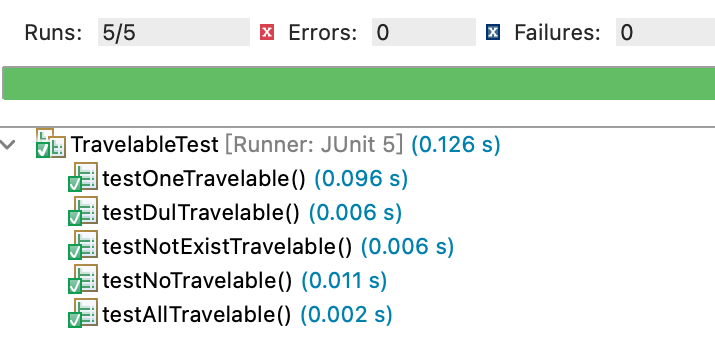 Runs: 5/5 Errors: 0 Failures: 0
TravelableTest [Runner: JUnit 5] (0.126 s)
testOneTravelable() (0.096 s)
testDulTravelable() (0.006 s)
testNotExistTravelable() (0.006 s)
testNoTravelable() (0.011 s)
testAllTravelable() (0.002 s)